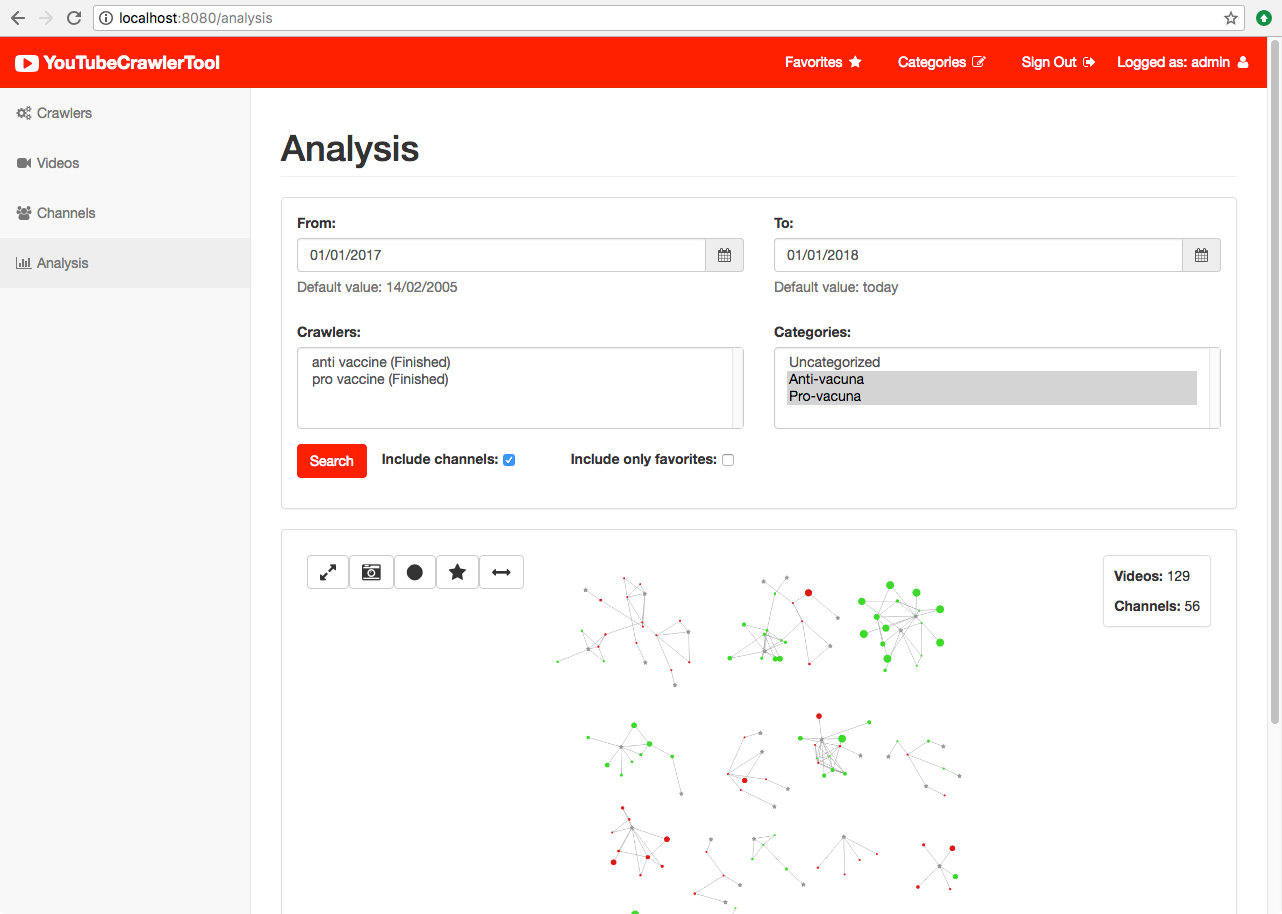 localhost:8080/analysis
YouTubeCrawlerTool
Favorites
Categories
Sign Out
Logged as: admin
Crawlers
Videos
Channels
Analysis
Analysis
From:
01/01/2017
Default value: 14/02/2005
To:
01/01/2018
Default value: today
Crawlers:
anti vaccine (Finished)
pro vaccine (Finished)
Categories:
Uncategorized
Anti-vacuna
Pro-vacuna
Search
Include channels:
Include only favorites:
Videos: 129
Channels: 56